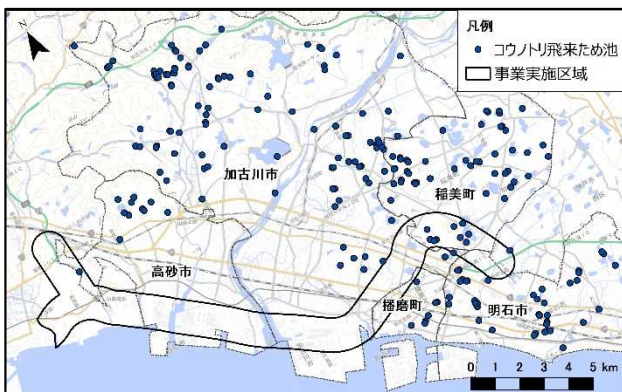 N
凡例
コウノトリ飛来ため池
事業実施区域
加古川市
稲美町
高砂市
播磨町
明石市
0 1 2 3 4 5 km